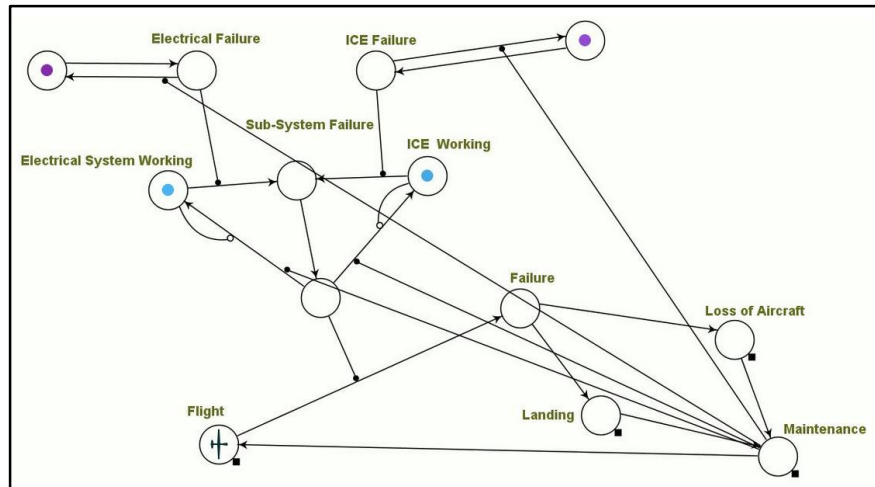 Electrical Failure
ICE Failure
Sub-System Failure
ICE Working
Electrical System Working
Failure
Loss of Aircraft
Flight
Landing
Maintenance